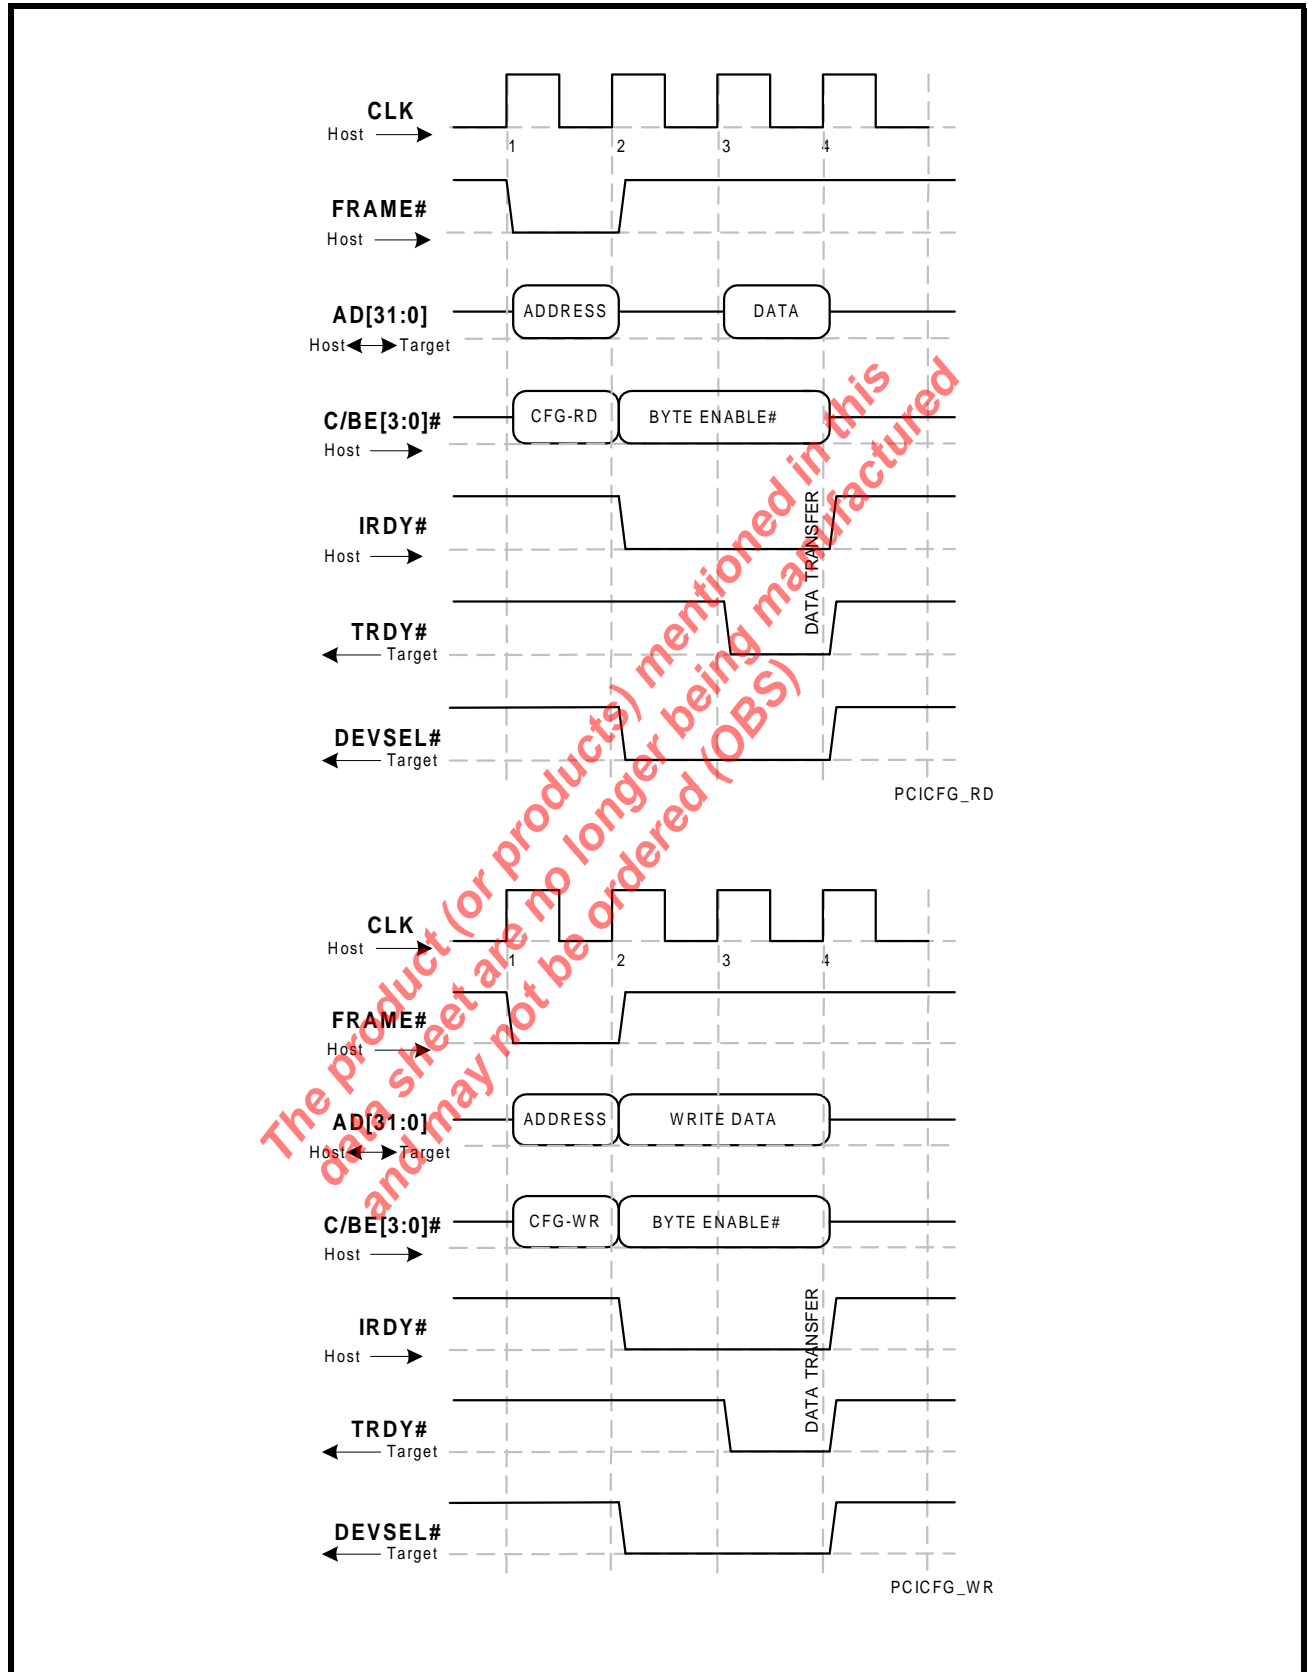 CLK
Host
1 2 3 4
FRAME#
Host
AD[31:0]
ADDRESS DATA
Host Target
C/BE[3:0]#
CFG-RD BYTE ENABLE#
Host
IRDY#
Host
DATA TRANSFER
TRDY#
Target
DEVSEL#
Target
PCICFG_RD
The product (or products) mentioned in this
data sheet are no longer being manufactured
and may not be ordered (OBS)
CLK
Host
1 2 3 4
FRAME#
Host
AD[31:0]
ADDRESS WRITE DATA
Host Target
C/BE[3:0]#
CFG-WR BYTE ENABLE#
Host
IRDY#
Host
DATA TRANSFER
TRDY#
Target
DEVSEL#
Target
PCICFG_WR